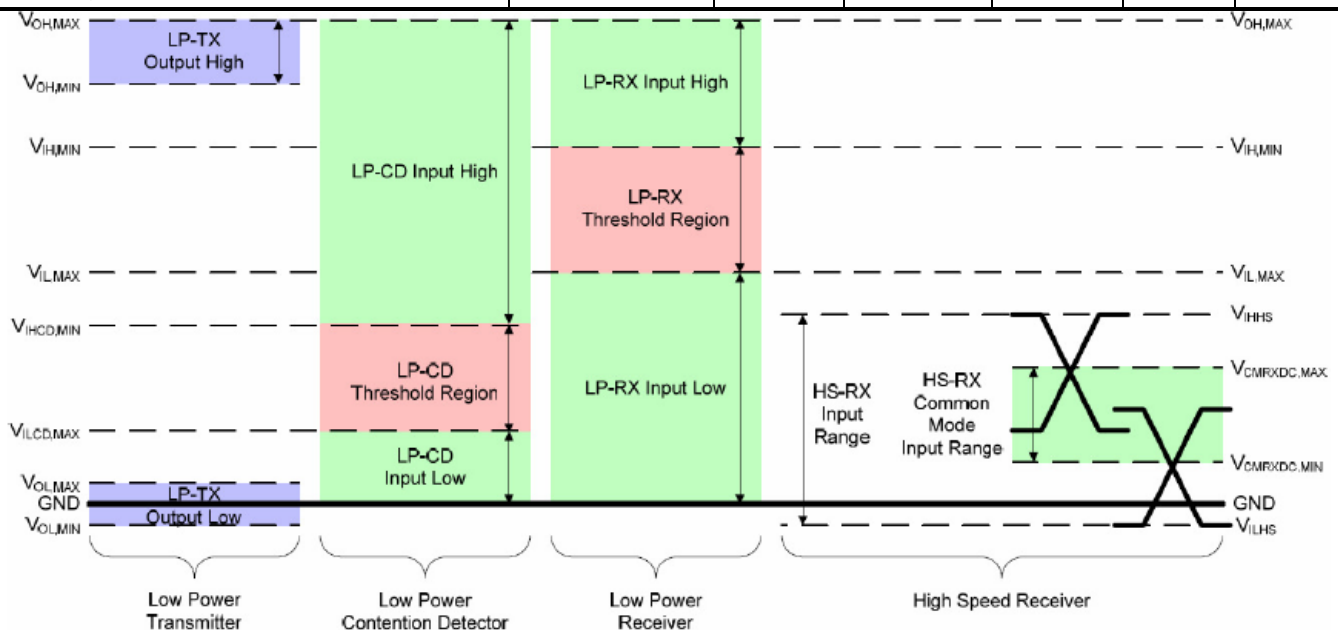 VOH,MAX
LP-TX
Output High
VOH,MIN
VIH,MIN
VIL,MAX
VIHCD,MIN
VILCD,MAX
VOL,MAX
GND
VOL,MIN
LP-TX
Output Low
LP-CD Input High
LP-CD
Threshold Region
LP-CD
Input Low
LP-RX Input High
LP-RX
Threshold Region
LP-RX Input Low
HS-RX
Input
Range
HS-RX
Common
Mode
Input Range
VOH,MAX
VIH,MIN
VIL,MAX
VIHHS
VCMRXDC,MAX
VCMRXDC,MIN
GND
VILHS
Low Power
Transmitter
Low Power
Contention Detector
Low Power
Receiver
High Speed Receiver